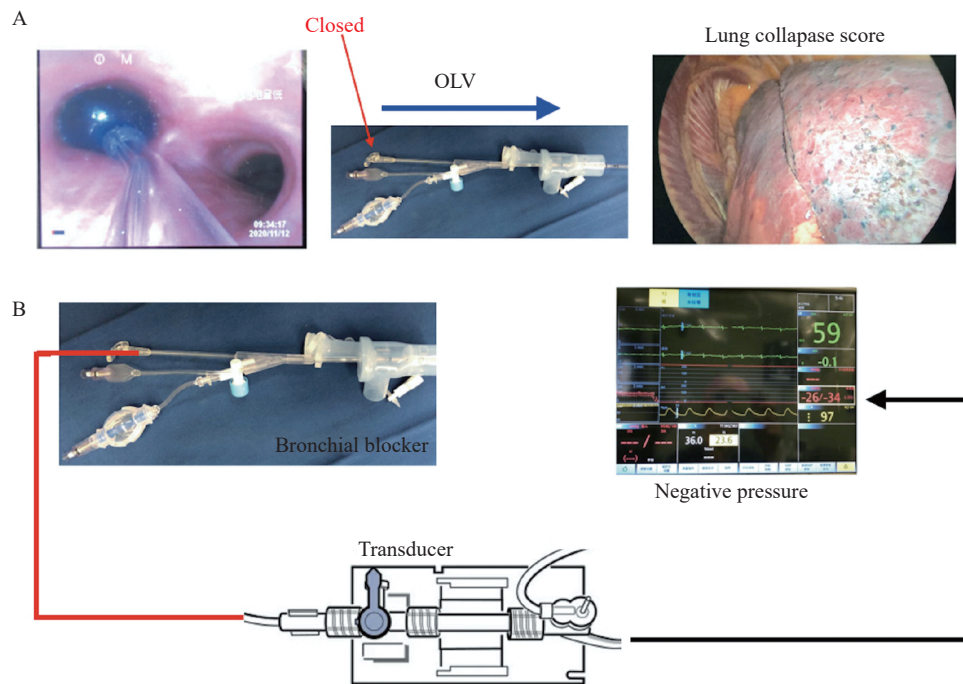 A
Closed
OLV
Lung collapase score
Φ M
09:34:17
2020/11/12
B
Bronchial blocker
59
-0.1
-26/-34
97
36.0
23.6
Negative pressure
Transducer